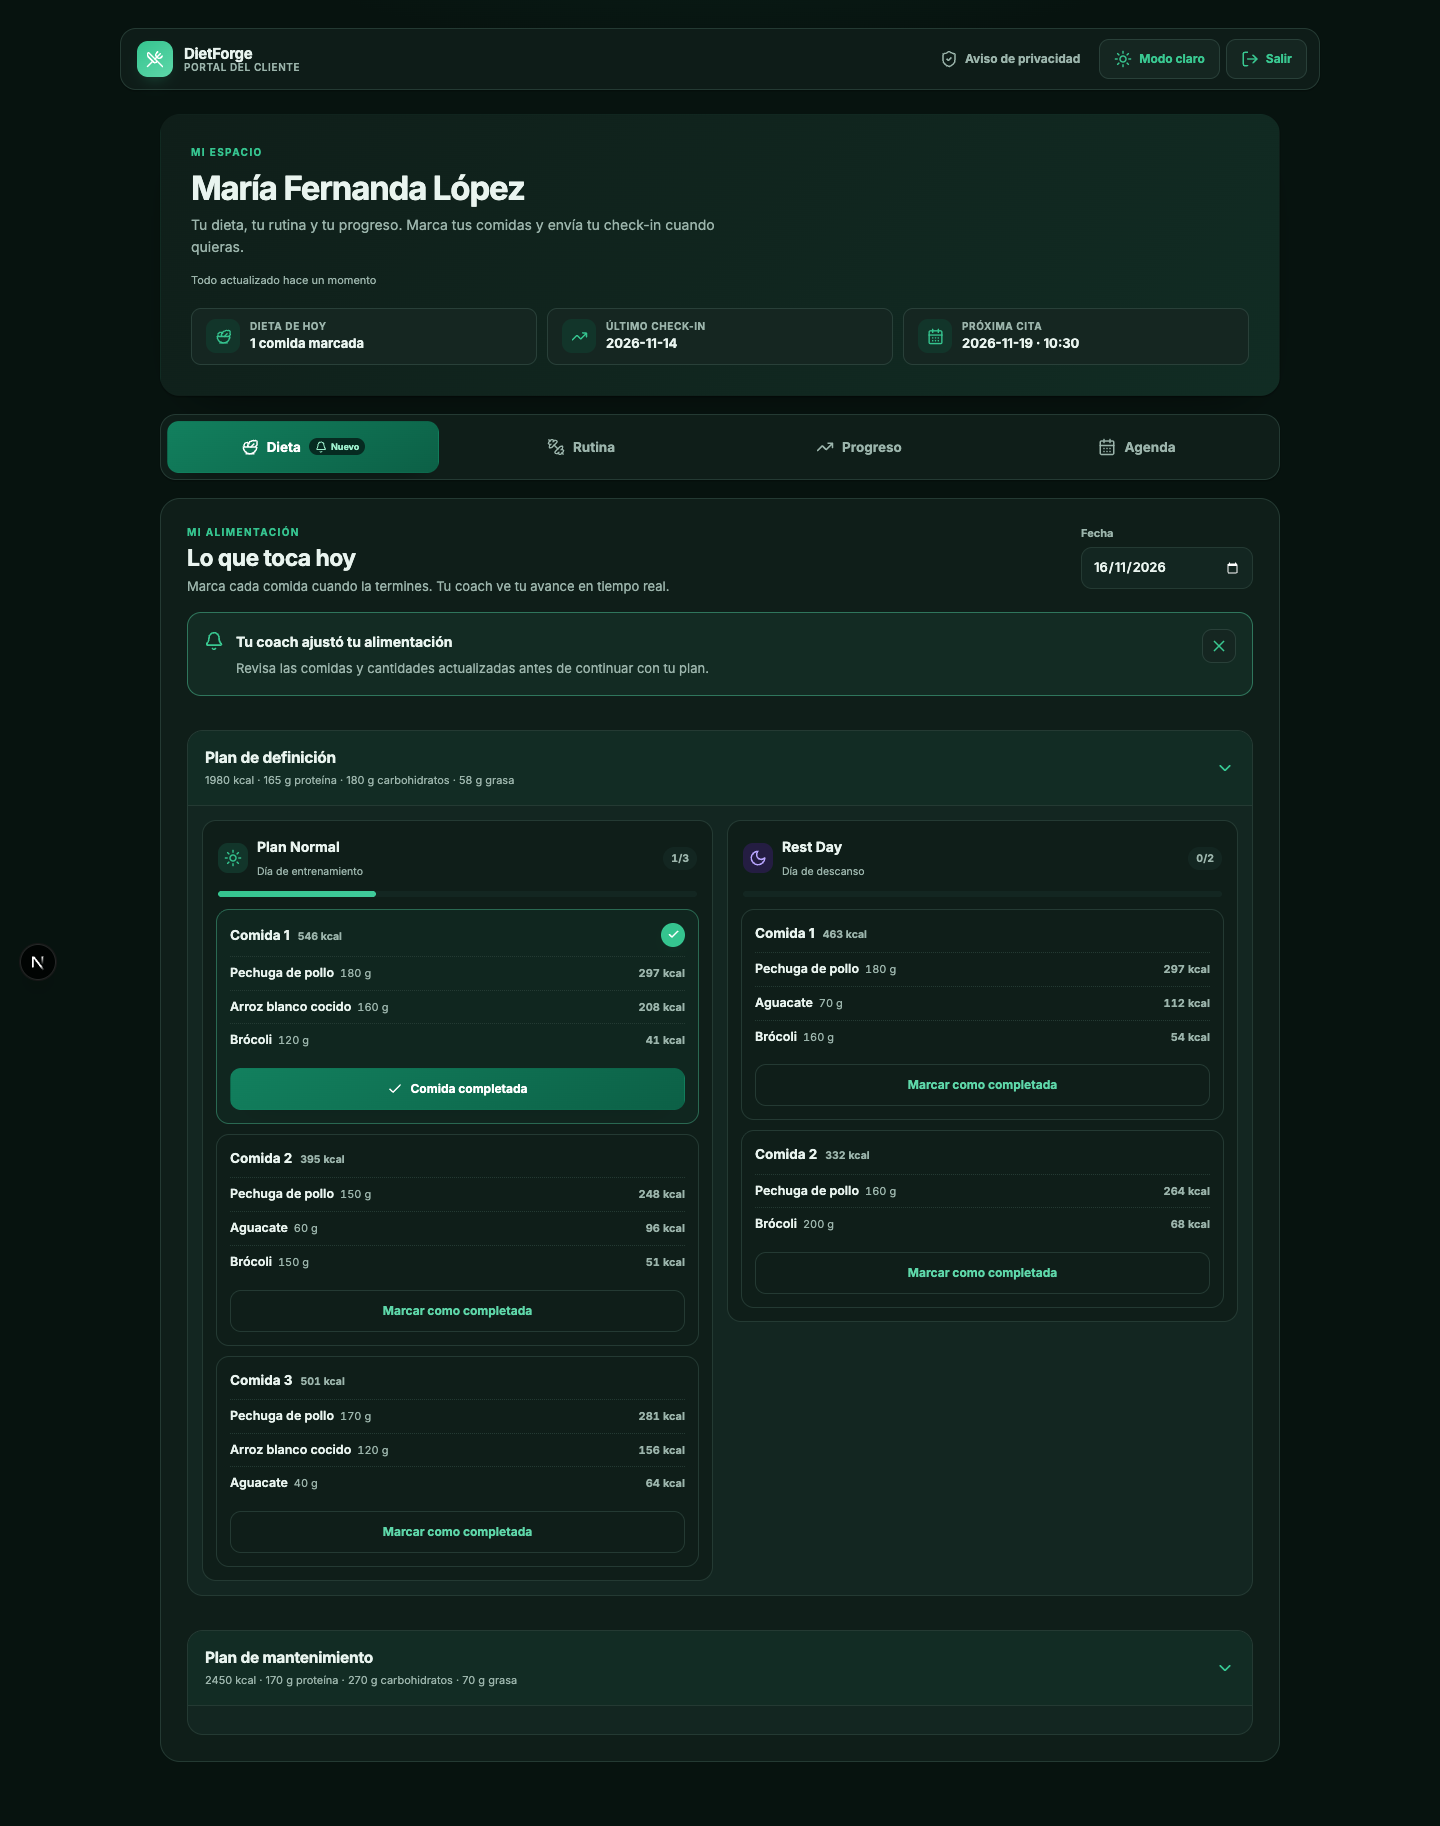 DietForge
PORTAL DEL CLIENTE
Aviso de privacidad
Modo claro
Salir
MI ESPACIO
María Fernanda López
Tu dieta, tu rutina y tu progreso. Marca tus comidas y envía tu check-in cuando
quieras.
Todo actualizado hace un momento
DIETA DE HOY
1 comida marcada
ÚLTIMO CHECK-IN
2026-11-14
PRÓXIMA CITA
2026-11-19 · 10:30
Dieta
Nuevo
Rutina
Progreso
Agenda
MI ALIMENTACIÓN
Lo que toca hoy
Marca cada comida cuando la termines. Tu coach ve tu avance en tiempo real.
Fecha
16/11/2026
Tu coach ajustó tu alimentación
Revisa las comidas y cantidades actualizadas antes de continuar con tu plan.
Plan de definición
1980 kcal · 165 g proteína · 180 g carbohidratos · 58 g grasa
Plan Normal
Día de entrenamiento
1/3
Comida 1 546 kcal
Pechuga de pollo 180 g 297 kcal
Arroz blanco cocido 160 g 208 kcal
Brócoli 120 g 41 kcal
Comida completada
Comida 2 395 kcal
Pechuga de pollo 150 g 248 kcal
Aguacate 60 g 96 kcal
Brócoli 150 g 51 kcal
Marcar como completada
Comida 3 501 kcal
Pechuga de pollo 170 g 281 kcal
Arroz blanco cocido 120 g 156 kcal
Aguacate 40 g 64 kcal
Marcar como completada
Rest Day
Día de descanso
0/2
Comida 1 463 kcal
Pechuga de pollo 180 g 297 kcal
Aguacate 70 g 112 kcal
Brócoli 160 g 54 kcal
Marcar como completada
Comida 2 332 kcal
Pechuga de pollo 160 g 264 kcal
Brócoli 200 g 68 kcal
Marcar como completada
N
Plan de mantenimiento
2450 kcal · 170 g proteína · 270 g carbohidratos · 70 g grasa